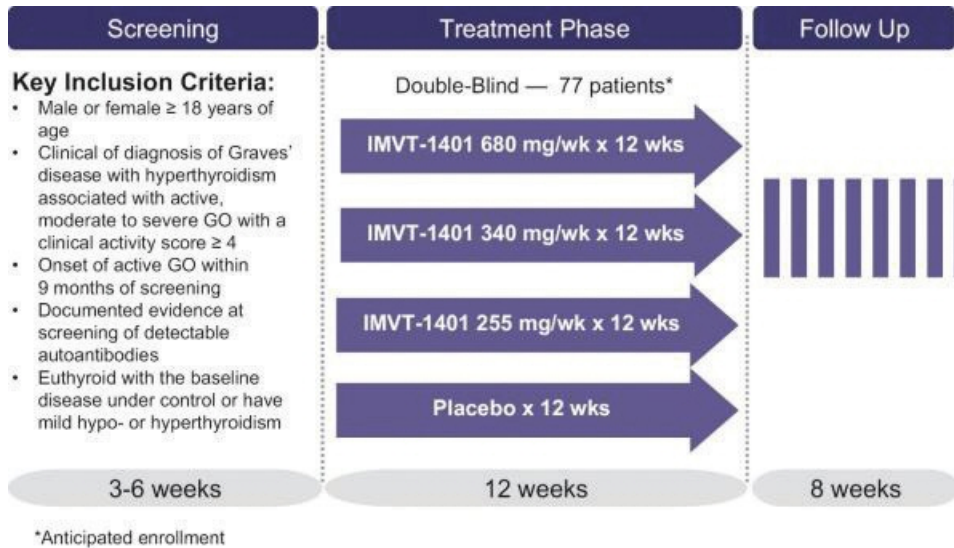 Screening
Treatment Phase
Follow Up
Key Inclusion Criteria:
• Male or female ≥ 18 years of
age
• Clinical of diagnosis of Graves'
disease with hyperthyroidism
associated with active,
moderate to severe GO with a
clinical activity score ≥ 4
• Onset of active GO within
9 months of screening
• Documented evidence at
screening of detectable
autoantibodies
• Euthyroid with the baseline
disease under control or have
mild hypo- or hyperthyroidism
Double-Blind — 77 patients*
IMVT-1401 680 mg/wk x 12 wks
IMVT-1401 340 mg/wk x 12 wks
IMVT-1401 255 mg/wk x 12 wks
Placebo x 12 wks
3-6 weeks
12 weeks
8 weeks
*Anticipated enrollment